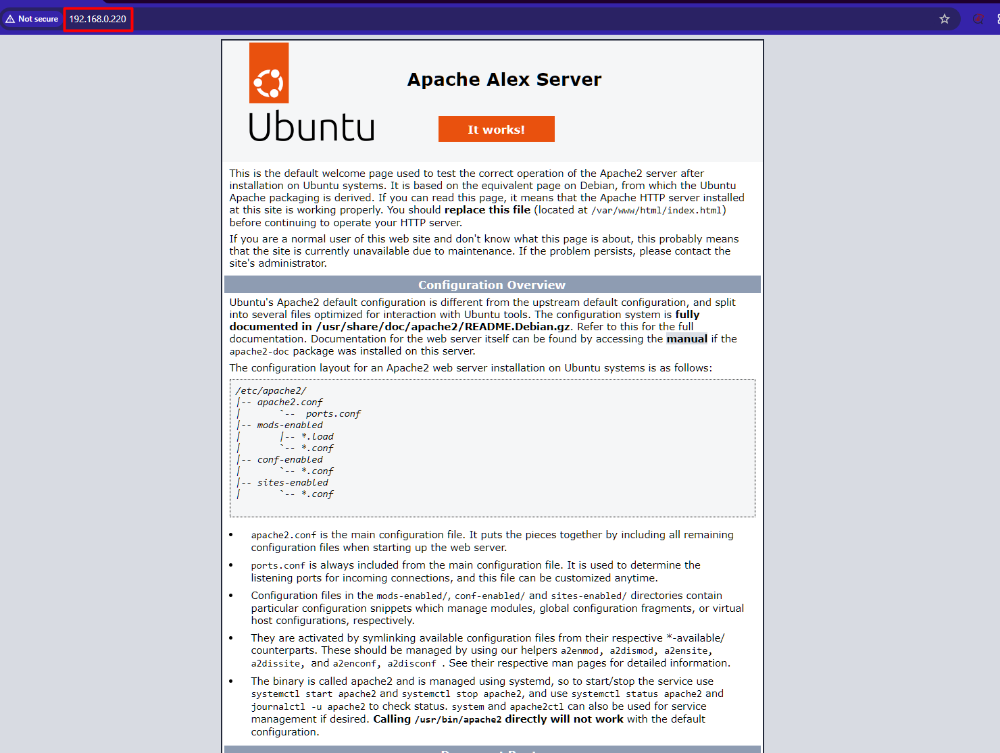 Not secure 192.168.0.220
Apache Alex Server
Ubuntu
It works!
This is the default welcome page used to test the correct operation of the Apache2 server after
installation on Ubuntu systems. It is based on the equivalent page on Debian, from which the Ubuntu
Apache packaging is derived. If you can read this page, it means that the Apache HTTP server installed
at this site is working properly. You should replace this file (located at /var/www/html/index.html)
before continuing to operate your HTTP server.
If you are a normal user of this web site and don't know what this page is about, this probably means
that the site is currently unavailable due to maintenance. If the problem persists, please contact the
site's administrator.
Configuration Overview
Ubuntu's Apache2 default configuration is different from the upstream default configuration, and split
into several files optimized for interaction with Ubuntu tools. The configuration system is fully
documented in /usr/share/doc/apache2/README.Debian.gz. Refer to this for the full
documentation. Documentation for the web server itself can be found by accessing the manual if the
apache2-doc package was installed on this server.
The configuration layout for an Apache2 web server installation on Ubuntu systems is as follows:
/etc/apache2/
|-- apache2.conf
|       `--  ports.conf
|-- mods-enabled
|       |-- *.load
|       `-- *.conf
|-- conf-enabled
|       `-- *.conf
|-- sites-enabled
|       `-- *.conf
• apache2.conf is the main configuration file. It puts the pieces together by including all remaining
configuration files when starting up the web server.
• ports.conf is always included from the main configuration file. It is used to determine the
listening ports for incoming connections, and this file can be customized anytime.
• Configuration files in the mods-enabled/, conf-enabled/ and sites-enabled/ directories contain
particular configuration snippets which manage modules, global configuration fragments, or virtual
host configurations, respectively.
• They are activated by symlinking available configuration files from their respective *-available/
counterparts. These should be managed by using our helpers a2enmod, a2dismod, a2ensite,
a2dissite, and a2enconf, a2disconf . See their respective man pages for detailed information.
• The binary is called apache2 and is managed using systemd, so to start/stop the service use
systemctl start apache2 and systemctl stop apache2, and use systemctl status apache2 and
journalctl -u apache2 to check status. system and apache2ctl can also be used for service
management if desired. Calling /usr/bin/apache2 directly will not work with the default
configuration.